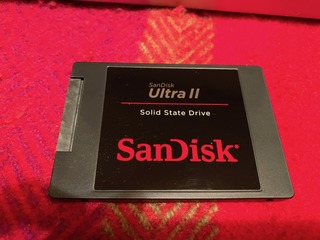 SanDisk
Ultra II
Solid State Drive
SanDisk®